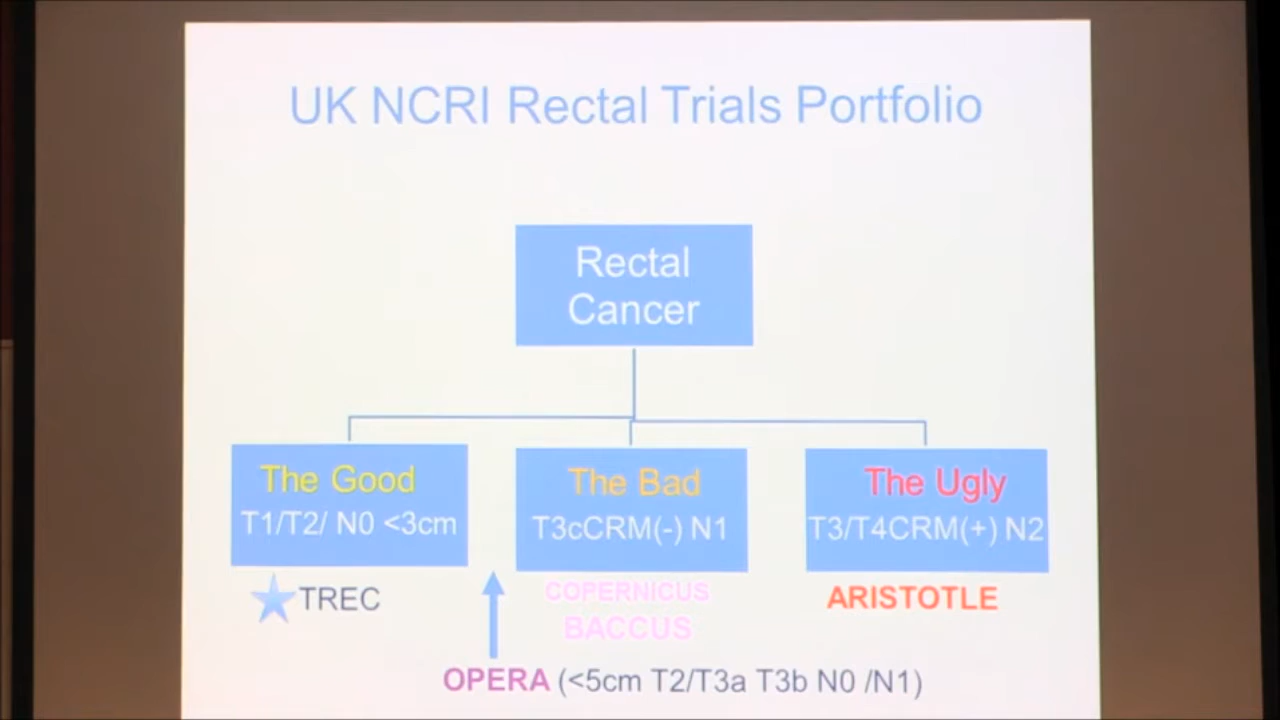 UK NCRI Rectal Trials Portfolio
Rectal
Cancer
The Good
T1/T2/ N0 <3cm
The Bad
T3cCRM(-) N1
The Ugly
T3/T4CRM(+) N2
TREC
COPERNICUS
BACCUS
ARISTOTLE
OPERA (<5cm T2/T3a T3b N0 /N1)